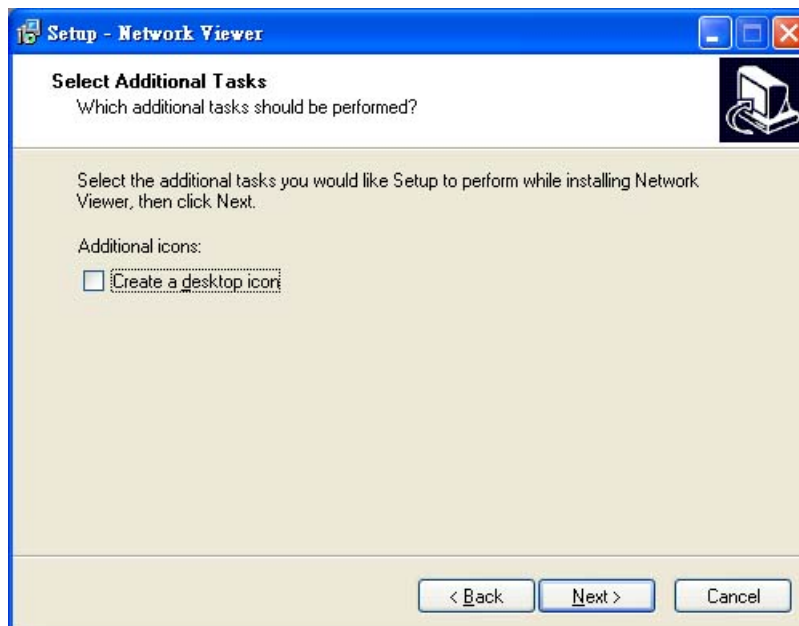 Setup - Network Viewer
Select Additional Tasks
Which additional tasks should be performed?
Select the additional tasks you would like Setup to perform while installing Network
Viewer, then click Next.
Additional icons:
Create a desktop icon
< Back
Next >
Cancel